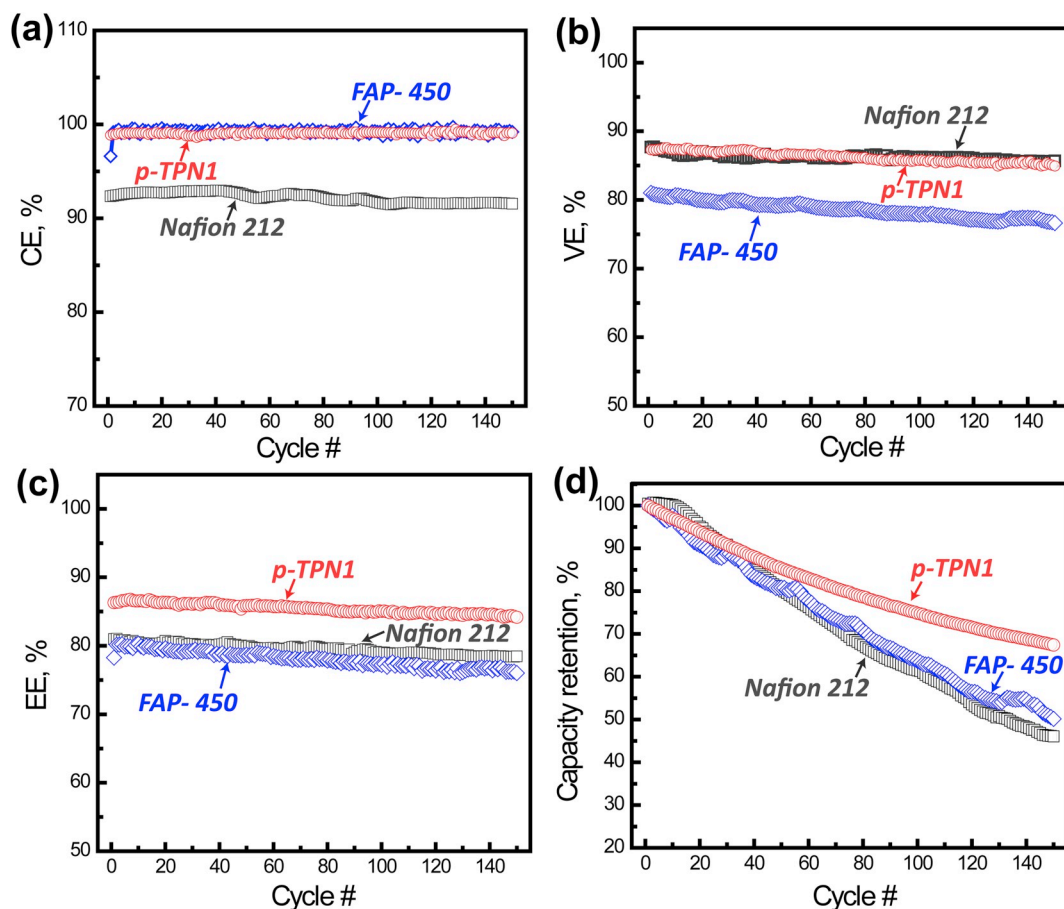 (a)
110
100
90
80
70
CE, %
FAP- 450
p-TPN1
Nafion 212
0 20 40 60 80 100 120 140
Cycle #
(b)
100
90
80
75
60
50
VE, %
Nafion 212
p-TPN1
FAP- 450
0 20 40 60 80 100 120 140
Cycle #
(c)
100
90
80
75
60
50
EE, %
p-TPN1
Nafion 212
FAP- 450
0 20 40 60 80 100 120 140
Cycle #
(d)
100
90
80
70
60
50
45
30
20
Capacity retention, %
p-TPN1
FAP- 450
Nafion 212
0 20 40 60 80 100 120 140
Cycle #